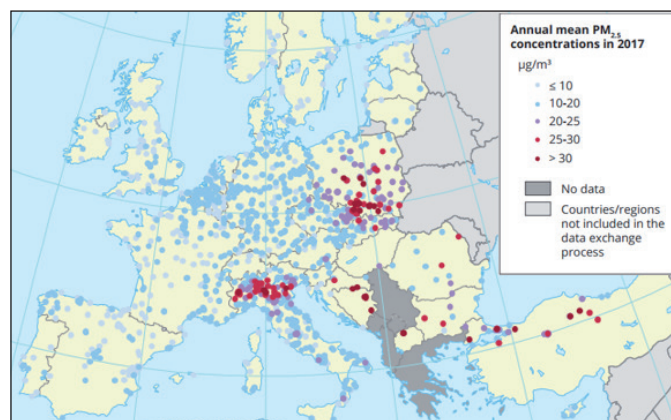 Annual mean PM2.5
concentrations in 2017
µg/m³
≤ 10
10-20
20-25
25-30
> 30
No data
Countries/regions
not included in the
data exchange
process